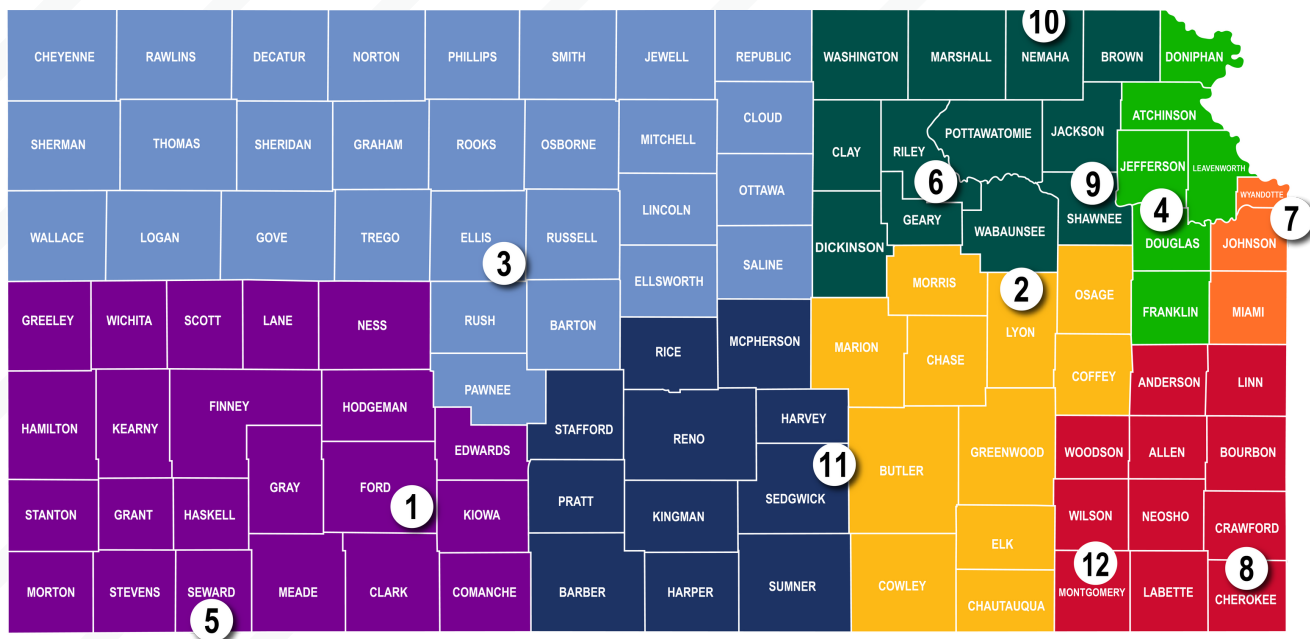 10
CHEYENNE
RAWLINS
DECATUR
NORTON
PHILLIPS
SMITH
JEWELL
REPUBLIC
WASHINGTON
MARSHALL
NEMAHA
BROWN
DONIPHAN
SHERMAN
THOMAS
SHERIDAN
GRAHAM
ROOKS
OSBORNE
MITCHELL
CLOUD
CLAY
RILEY
POTTAWATOMIE
JACKSON
ATCHINSON
JEFFERSON
LEAVENWORTH
WYANDOTTE
6
9
4
7
OTTAWA
LINCOLN
GEARY
SHAWNEE
WALLACE
LOGAN
GOVE
TREGO
ELLIS
RUSSELL
DICKINSON
WABAUNSEE
DOUGLAS
JOHNSON
3
SALINE
ELLSWORTH
MORRIS
2
OSAGE
GREELEY
WICHITA
SCOTT
LANE
NESS
RUSH
BARTON
RICE
MCPHERSON
MARION
CHASE
LYON
FRANKLIN
MIAMI
COFFEY
ANDERSON
LINN
HAMILTON
KEARNY
FINNEY
HODGEMAN
PAWNEE
EDWARDS
STAFFORD
RENO
HARVEY
11
BUTLER
GREENWOOD
WOODSON
ALLEN
BOURBON
GRAY
FORD
1
KIOWA
PRATT
KINGMAN
SEDGWICK
STANTON
GRANT
HASKELL
WILSON
NEOSHO
CRAWFORD
ELK
12
8
MORTON
STEVENS
SEWARD
5
MEADE
CLARK
COMANCHE
BARBER
HARPER
SUMNER
COWLEY
CHAUTAUQUA
MONTGOMERY
LABETTE
CHEROKEE